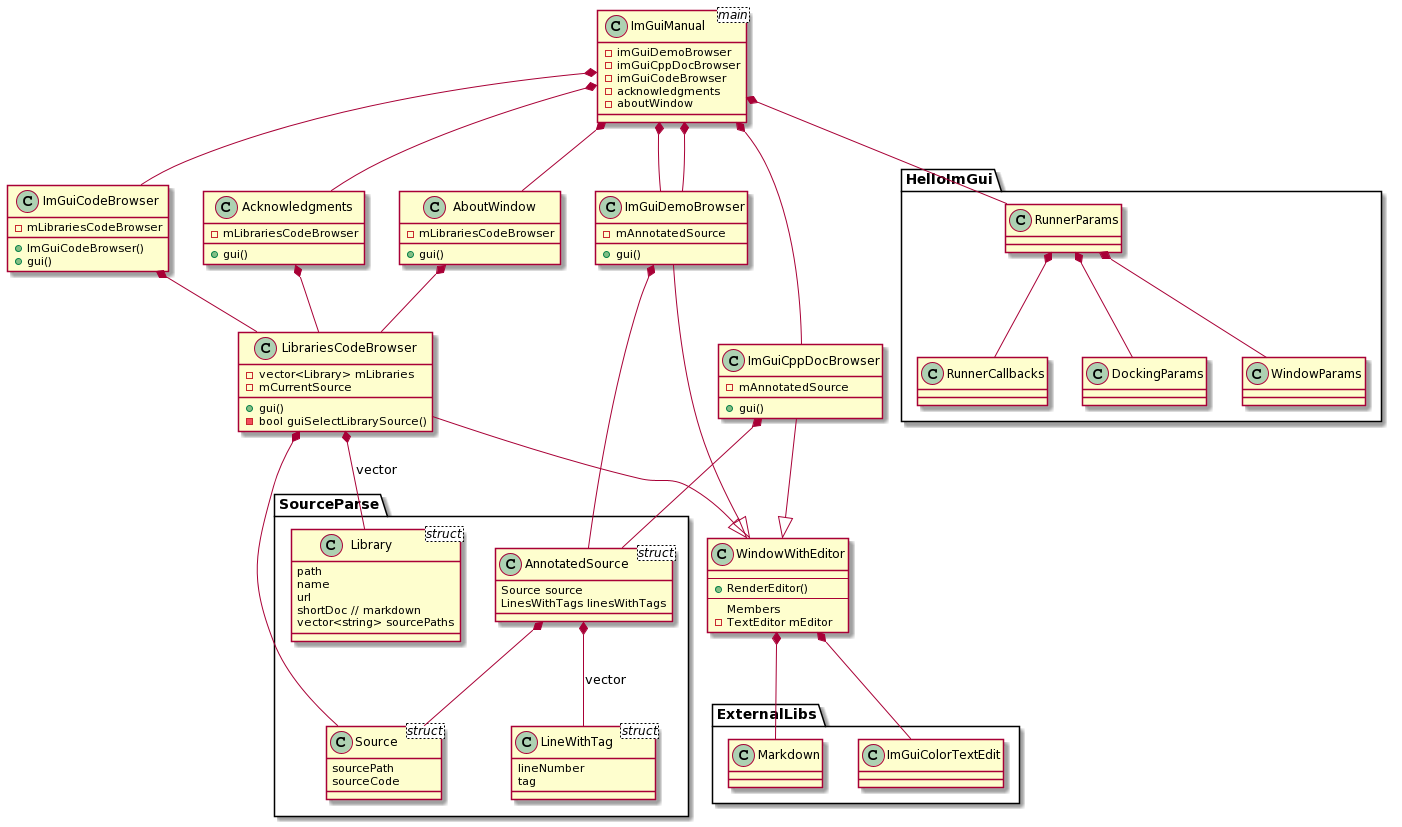 main
ImGuiManual
imGuiDemoBrowser
imGuiCppDocBrowser
imGuiCodeBrowser
acknowledgments
aboutWindow
HelloImGui
ImGuiCodeBrowser
mLibrariesCodeBrowser
ImGuiCodeBrowser()
gui()
Acknowledgments
mLibrariesCodeBrowser
gui()
AboutWindow
mLibrariesCodeBrowser
gui()
ImGuiDemoBrowser
mAnnotatedSource
gui()
RunnerParams
LibrariesCodeBrowser
vector<Library> mLibraries
mCurrentSource
gui()
bool guiSelectLibrarySource()
ImGuiCppDocBrowser
mAnnotatedSource
gui()
RunnerCallbacks
DockingParams
WindowParams
vector
SourceParse
struct
Library
path
name
url
shortDoc // markdown
vector<string> sourcePaths
struct
AnnotatedSource
Source source
LinesWithTags linesWithTags
WindowWithEditor
RenderEditor()
Members
TextEditor mEditor
vector
struct
Source
sourcePath
sourceCode
struct
LineWithTag
lineNumber
tag
ExternalLibs
Markdown
ImGuiColorTextEdit